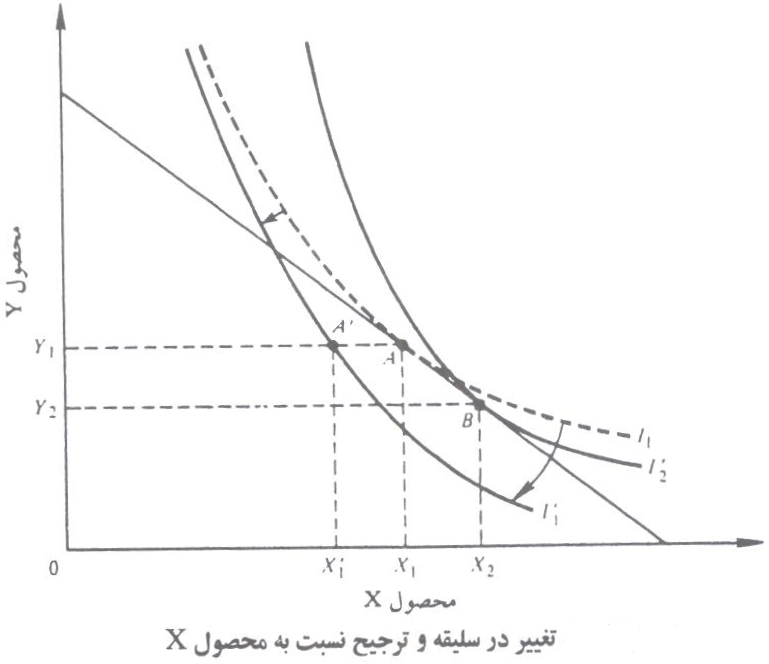 محصول Y
Y₁
Y₂
A'
A
B
I₁
I'₂
I'₁
0
X'₁
X₁
X₂
محصول X
تغییر در سلیقه و ترجیح نسبت به محصول X